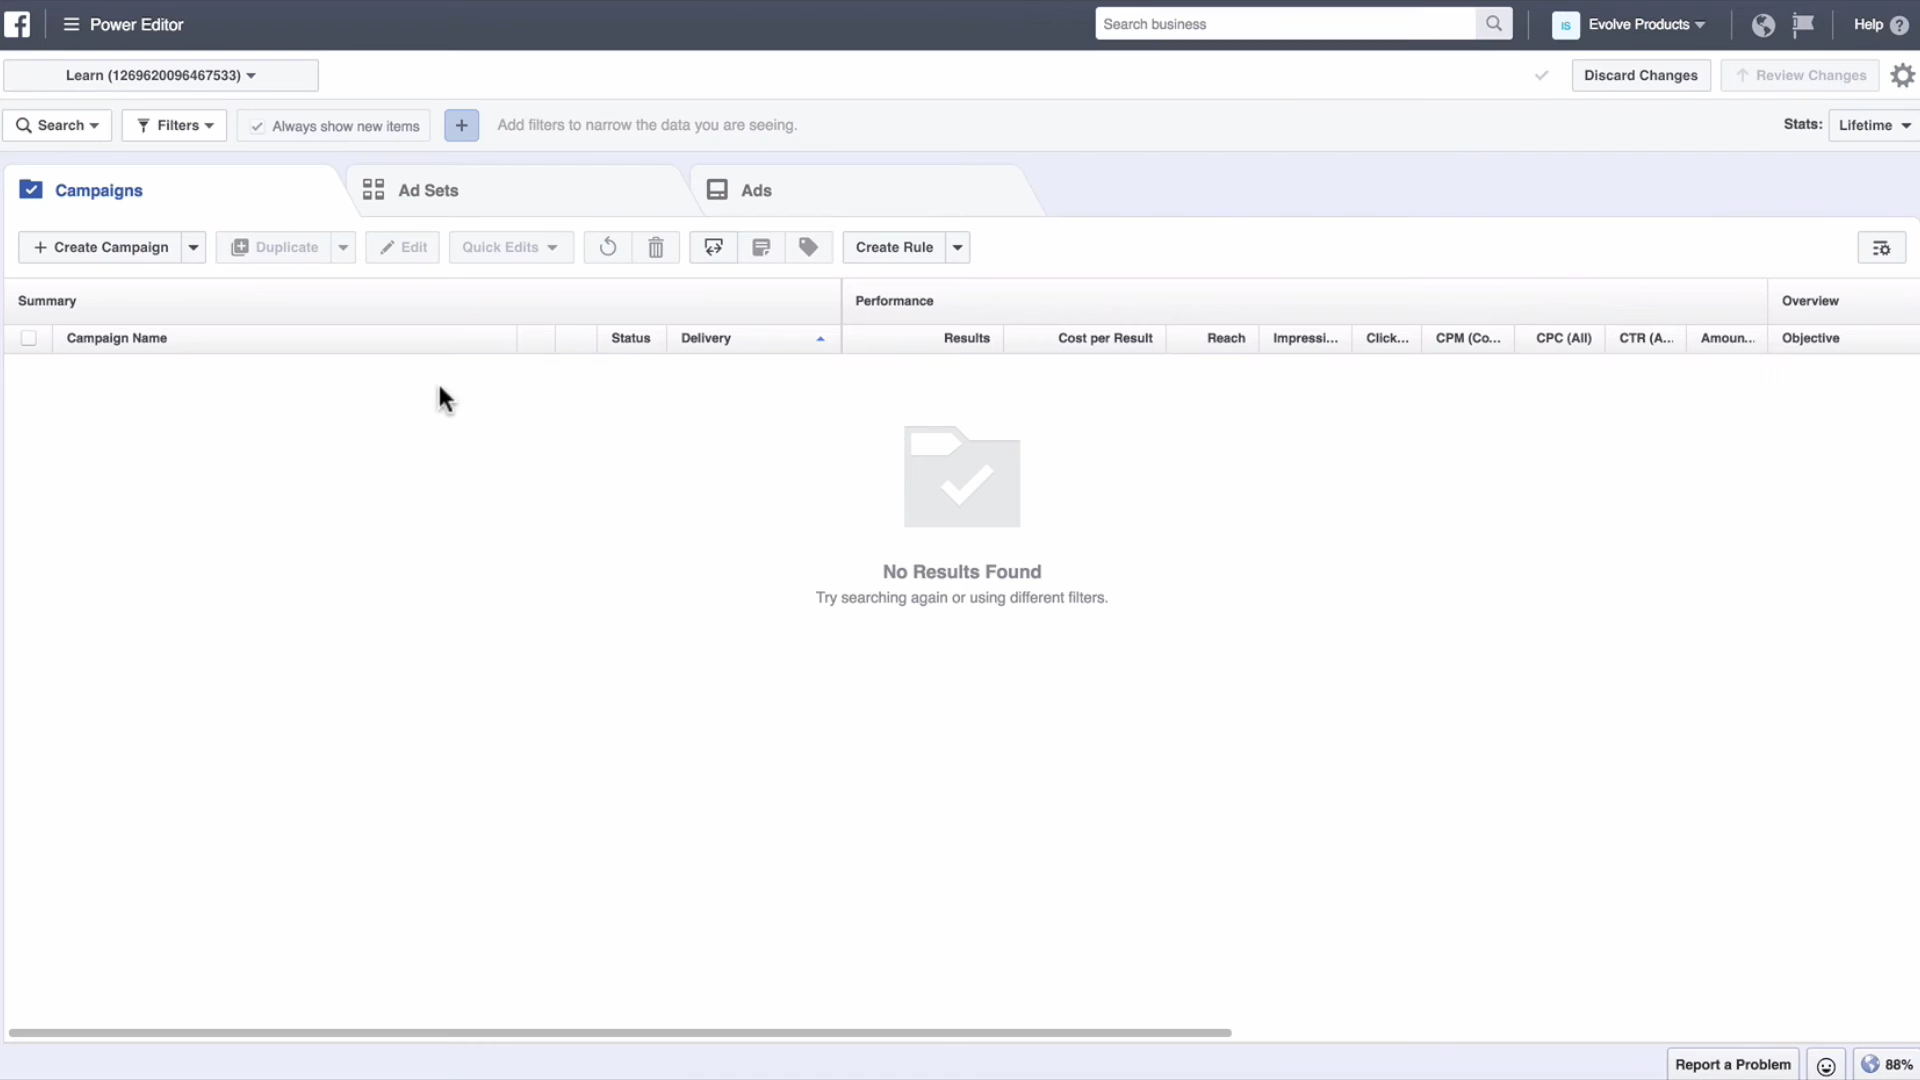 Power Editor
Search business
IS
Evolve Products
Help
Learn (1269620096467533)
Discard Changes
Review Changes
Search
Filters
Always show new items
Add filters to narrow the data you are seeing.
Stats:
Lifetime
Campaigns
Ad Sets
Ads
Create Campaign
Duplicate
Edit
Quick Edits
Create Rule
Summary
Performance
Overview
Campaign Name
Status
Delivery
Results
Cost per Result
Reach
Impressi...
Click...
CPM (Co...
CPC (All)
CTR (A...
Amoun...
Objective
No Results Found
Try searching again or using different filters.
Report a Problem
88%